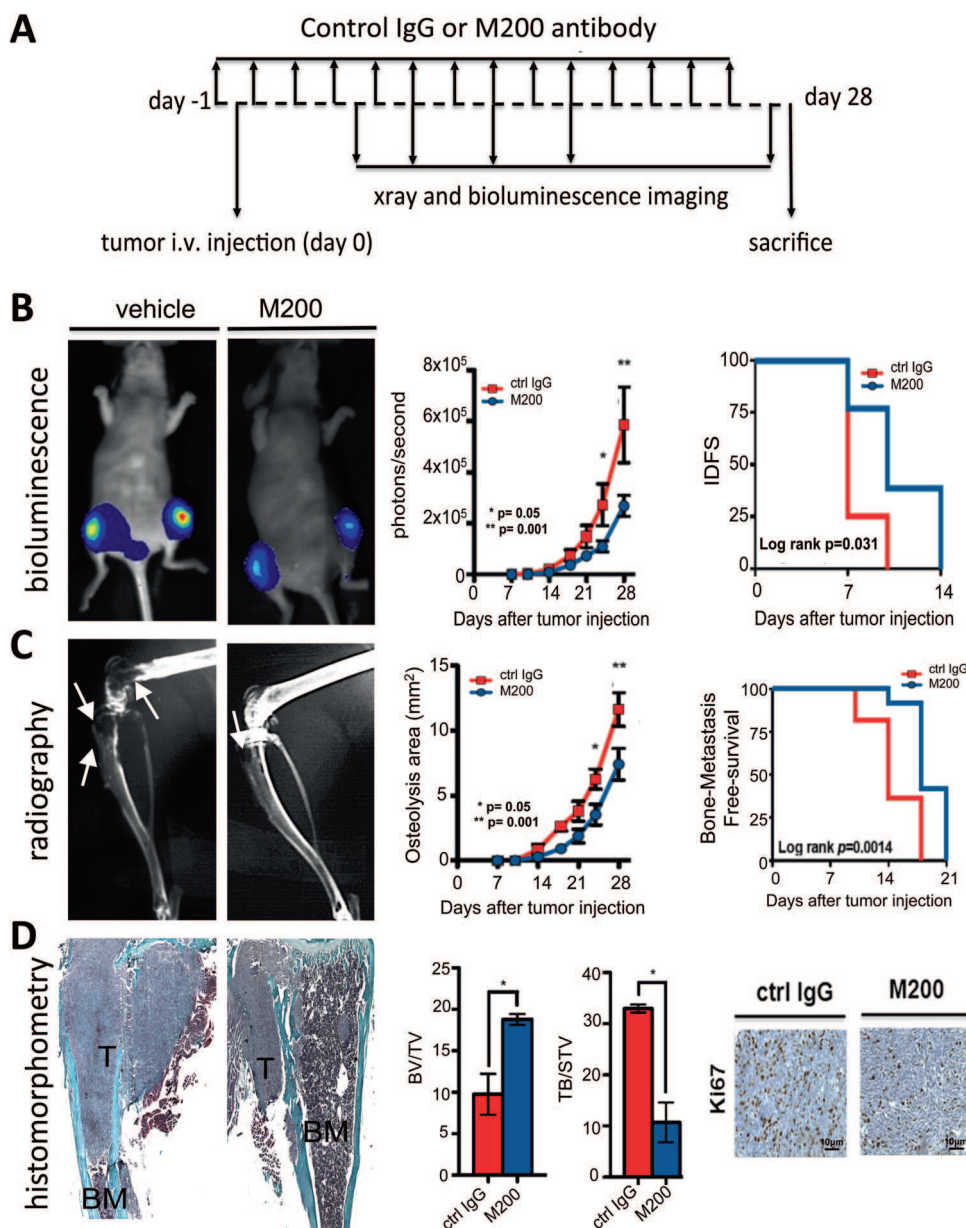 A
Control IgG or M200 antibody
day -1
day 28
xray and bioluminescence imaging
tumor i.v. injection (day 0)
sacrifice
B
vehicle
M200
bioluminescence
8x10⁵
6x10⁵
4x10⁵
2x10⁵
0
photons/second
ctrl IgG
M200
*
**
* p= 0.05
** p= 0.001
0 7 14 21 28
Days after tumor injection
100
75
50
25
0
IDFS
ctrl IgG
M200
Log rank p=0.031
0 7 14
Days after tumor injection
C
radiography
15
10
5
0
Osteolysis area (mm²)
ctrl IgG
M200
*
**
* p= 0.05
** p= 0.001
0 7 14 21 28
Days after tumor injection
100
75
50
25
0
Bone-Metastasis
Free-survival
ctrl IgG
M200
Log rank p=0.0014
0 7 14 21
Days after tumor injection
D
histomorphometry
T
BM
T
BM
25
20
15
10
5
0
BV/TV
*
ctrl IgG
M200
40
30
20
10
0
TB/STV
*
ctrl IgG
M200
ctrl IgG
M200
Ki67
10µm
10µm